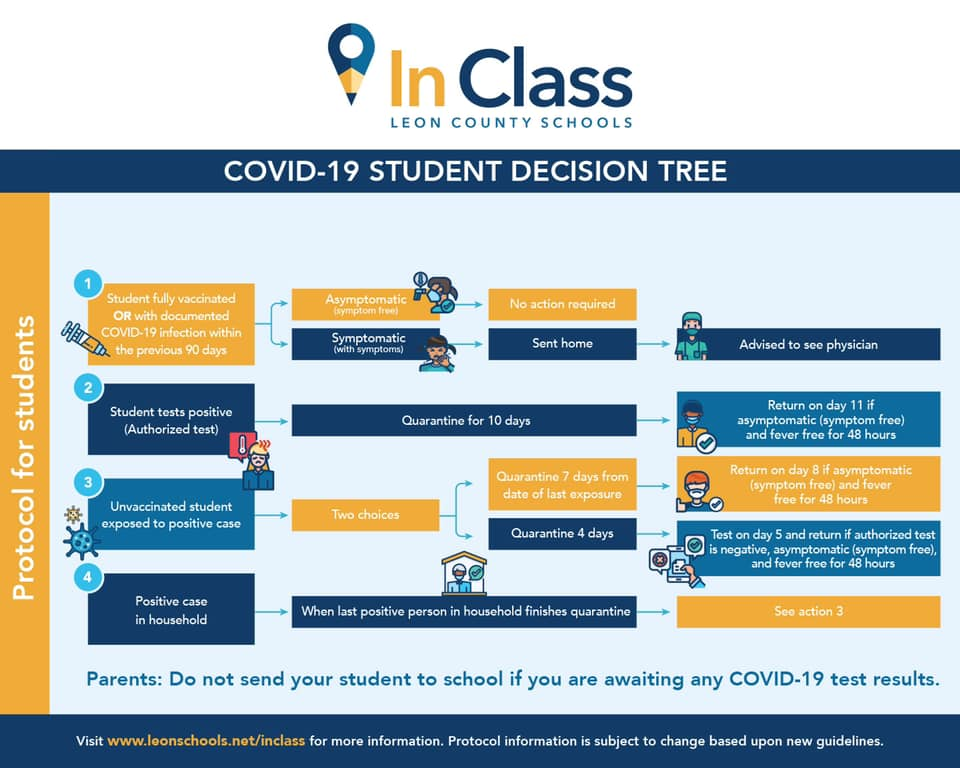 In Class
LEON COUNTY SCHOOLS
COVID-19 STUDENT DECISION TREE
Protocol for students
1
Student fully vaccinated
OR with documented
COVID-19 infection within
the previous 90 days
Asymptomatic
(symptom free)
No action required
Symptomatic
(with symptoms)
Sent home
Advised to see physician
2
Student tests positive
(Authorized test)
Quarantine for 10 days
Return on day 11 if
asymptomatic (symptom free)
and fever free for 48 hours
3
Unvaccinated student
exposed to positive case
Two choices
Quarantine 7 days from
date of last exposure
Return on day 8 if asymptomatic
(symptom free) and fever
free for 48 hours
Quarantine 4 days
Test on day 5 and return if authorized test
is negative, asymptomatic (symptom free),
and fever free for 48 hours
4
Positive case
in household
When last positive person in household finishes quarantine
See action 3
Parents: Do not send your student to school if you are awaiting any COVID-19 test results.
Visit www.leonschools.net/inclass for more information. Protocol information is subject to change based upon new guidelines.